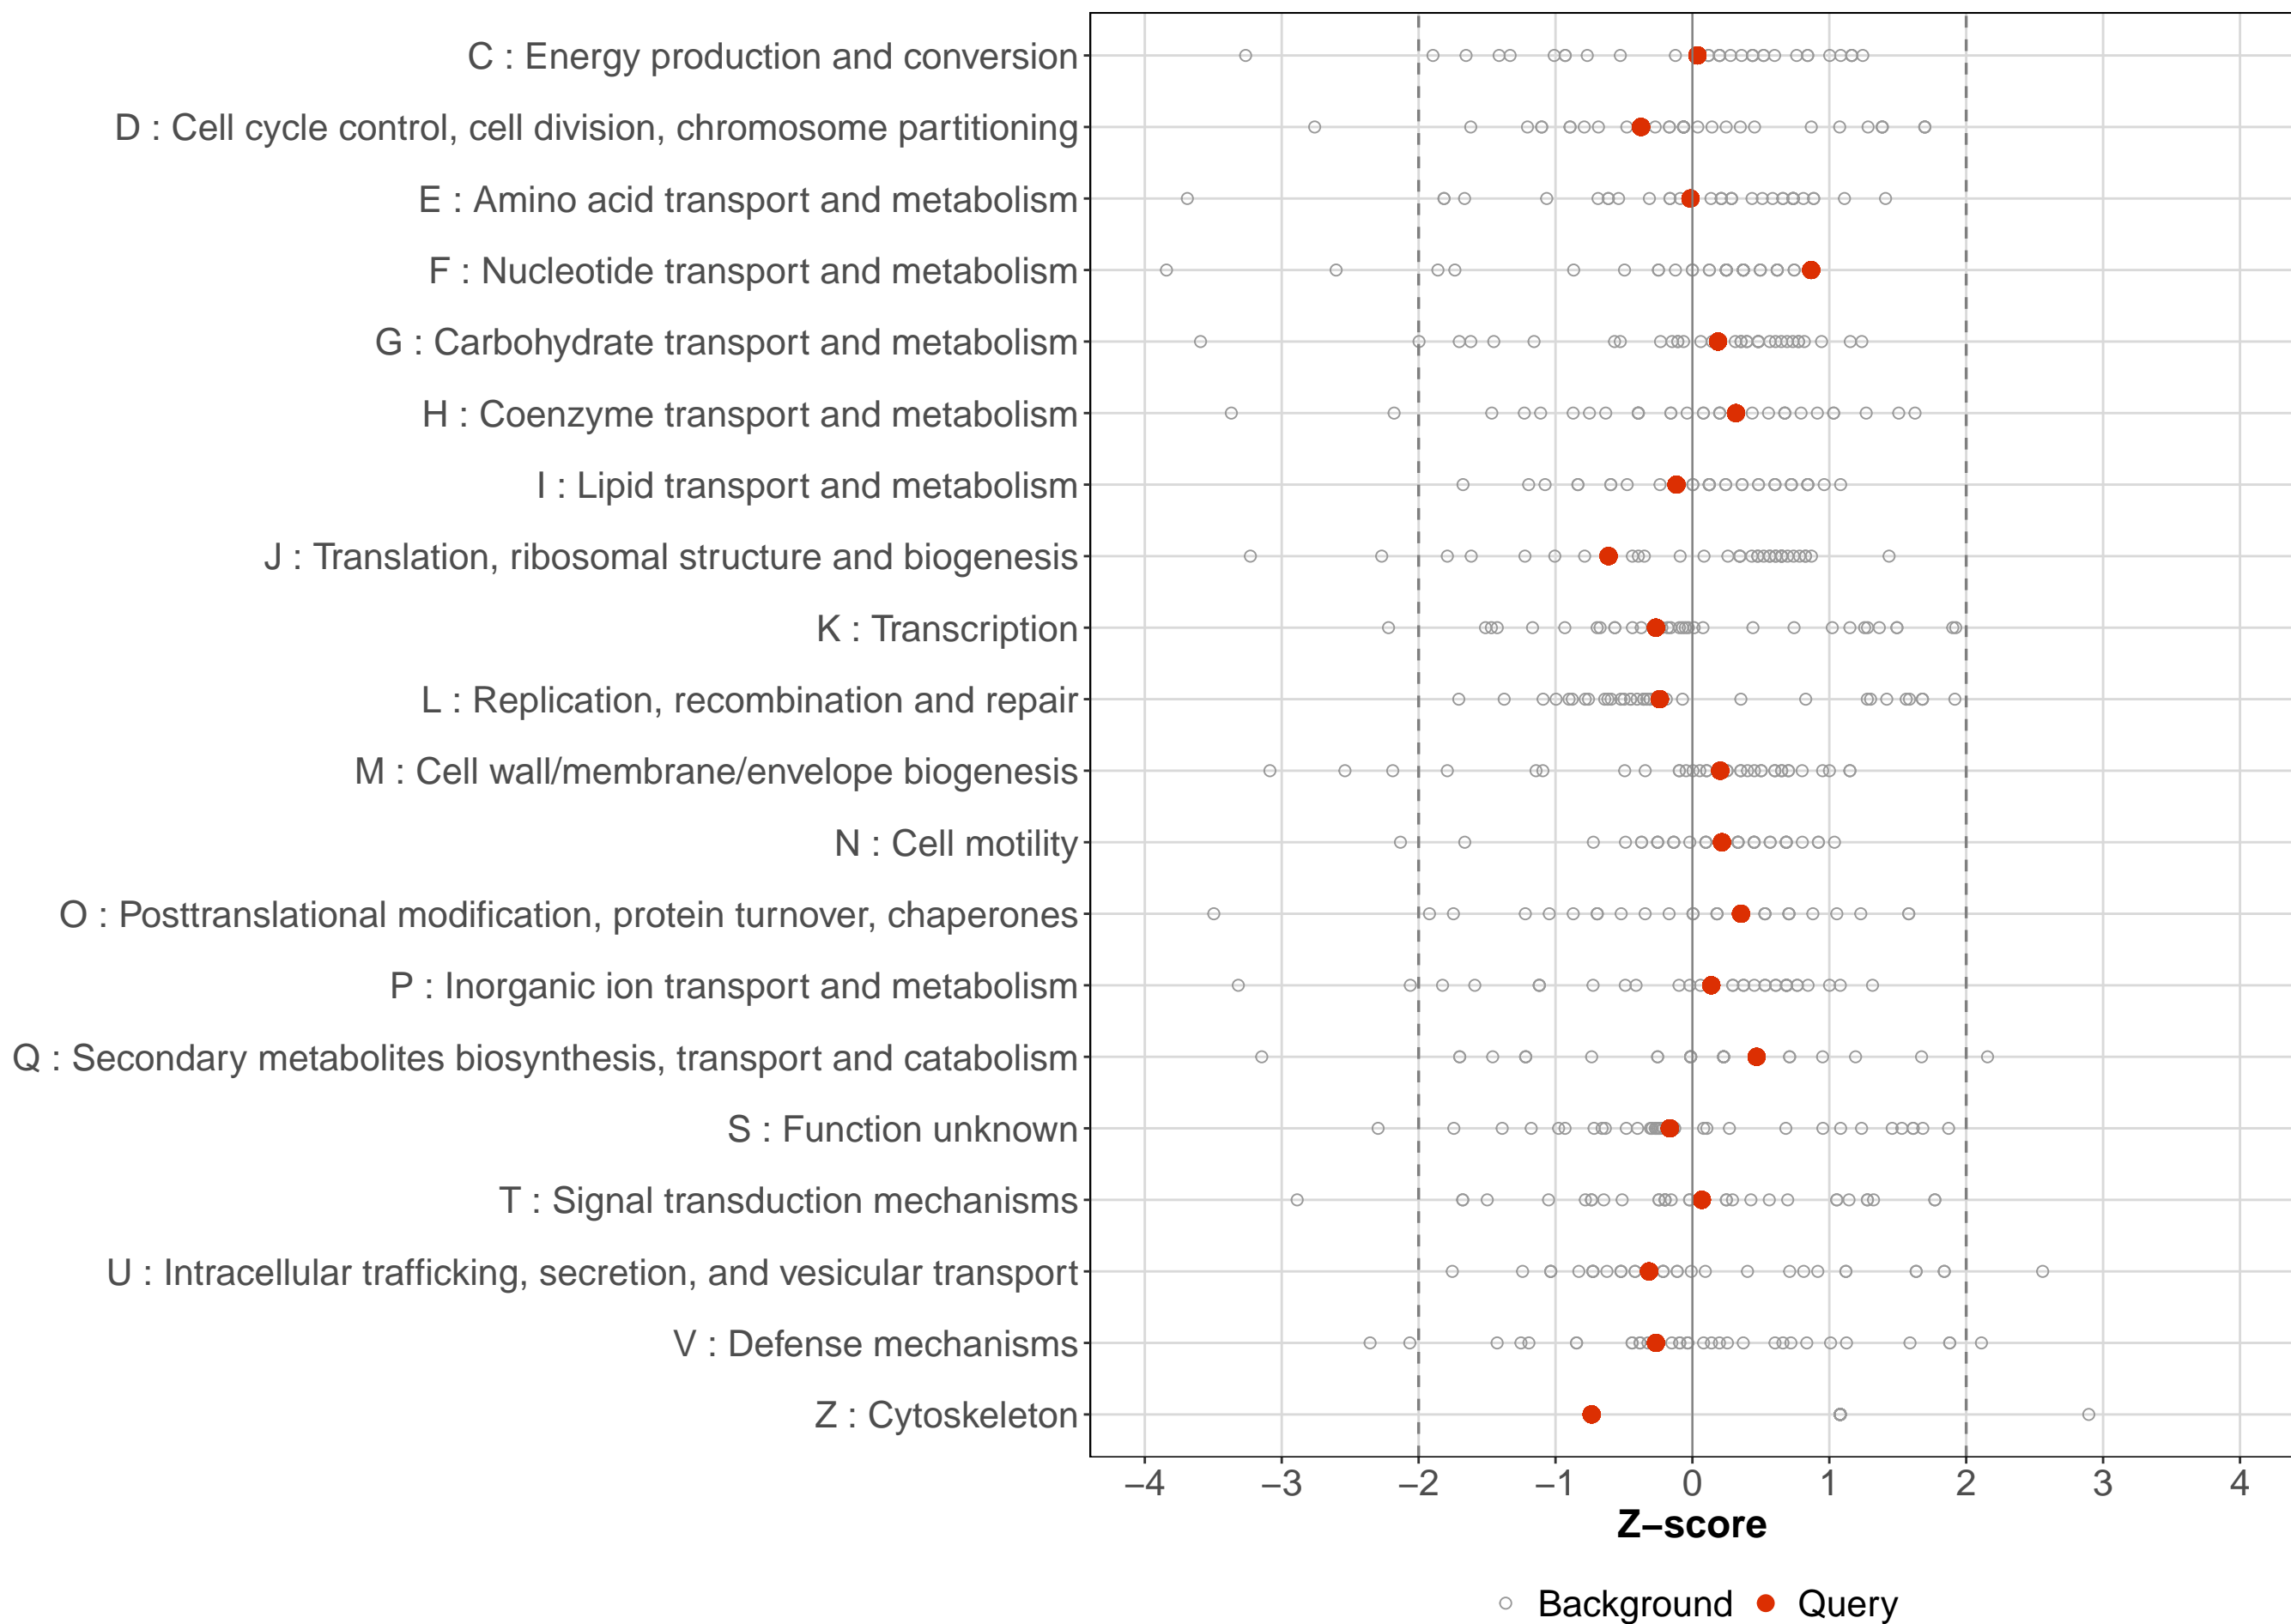 C : Energy production and conversion
D : Cell cycle control, cell division, chromosome partitioning
E : Amino acid transport and metabolism
F : Nucleotide transport and metabolism
G : Carbohydrate transport and metabolism
H : Coenzyme transport and metabolism
I : Lipid transport and metabolism
J : Translation, ribosomal structure and biogenesis
K : Transcription
L : Replication, recombination and repair
M : Cell wall/membrane/envelope biogenesis
N : Cell motility
O : Posttranslational modification, protein turnover, chaperones
P : Inorganic ion transport and metabolism
Q : Secondary metabolites biosynthesis, transport and catabolism
S : Function unknown
T : Signal transduction mechanisms
U : Intracellular trafficking, secretion, and vesicular transport
V : Defense mechanisms
Z : Cytoskeleton
−4 −3 −2 −1 0 1 2 3 4
Z−score
Background Query